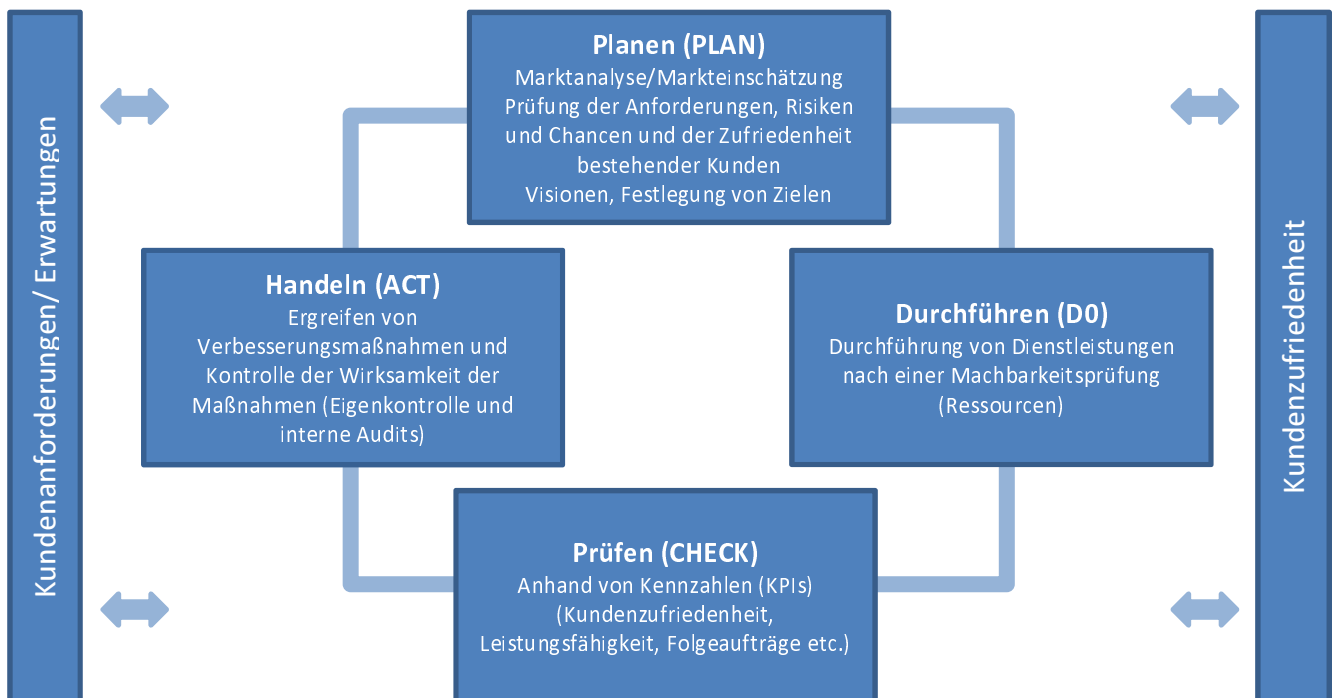 Kundenanforderungen/ Erwartungen
Planen (PLAN)
Marktanalyse/Markteinschätzung
Prüfung der Anforderungen, Risiken
und Chancen und der Zufriedenheit
bestehender Kunden
Visionen, Festlegung von Zielen
Handeln (ACT)
Ergreifen von
Verbesserungsmaßnahmen und
Kontrolle der Wirksamkeit der
Maßnahmen (Eigenkontrolle und
interne Audits)
Durchführen (D0)
Durchführung von Dienstleistungen
nach einer Machbarkeitsprüfung
(Ressourcen)
Prüfen (CHECK)
Anhand von Kennzahlen (KPIs)
(Kundenzufriedenheit,
Leistungsfähigkeit, Folgeaufträge etc.)
Kundenzufriedenheit